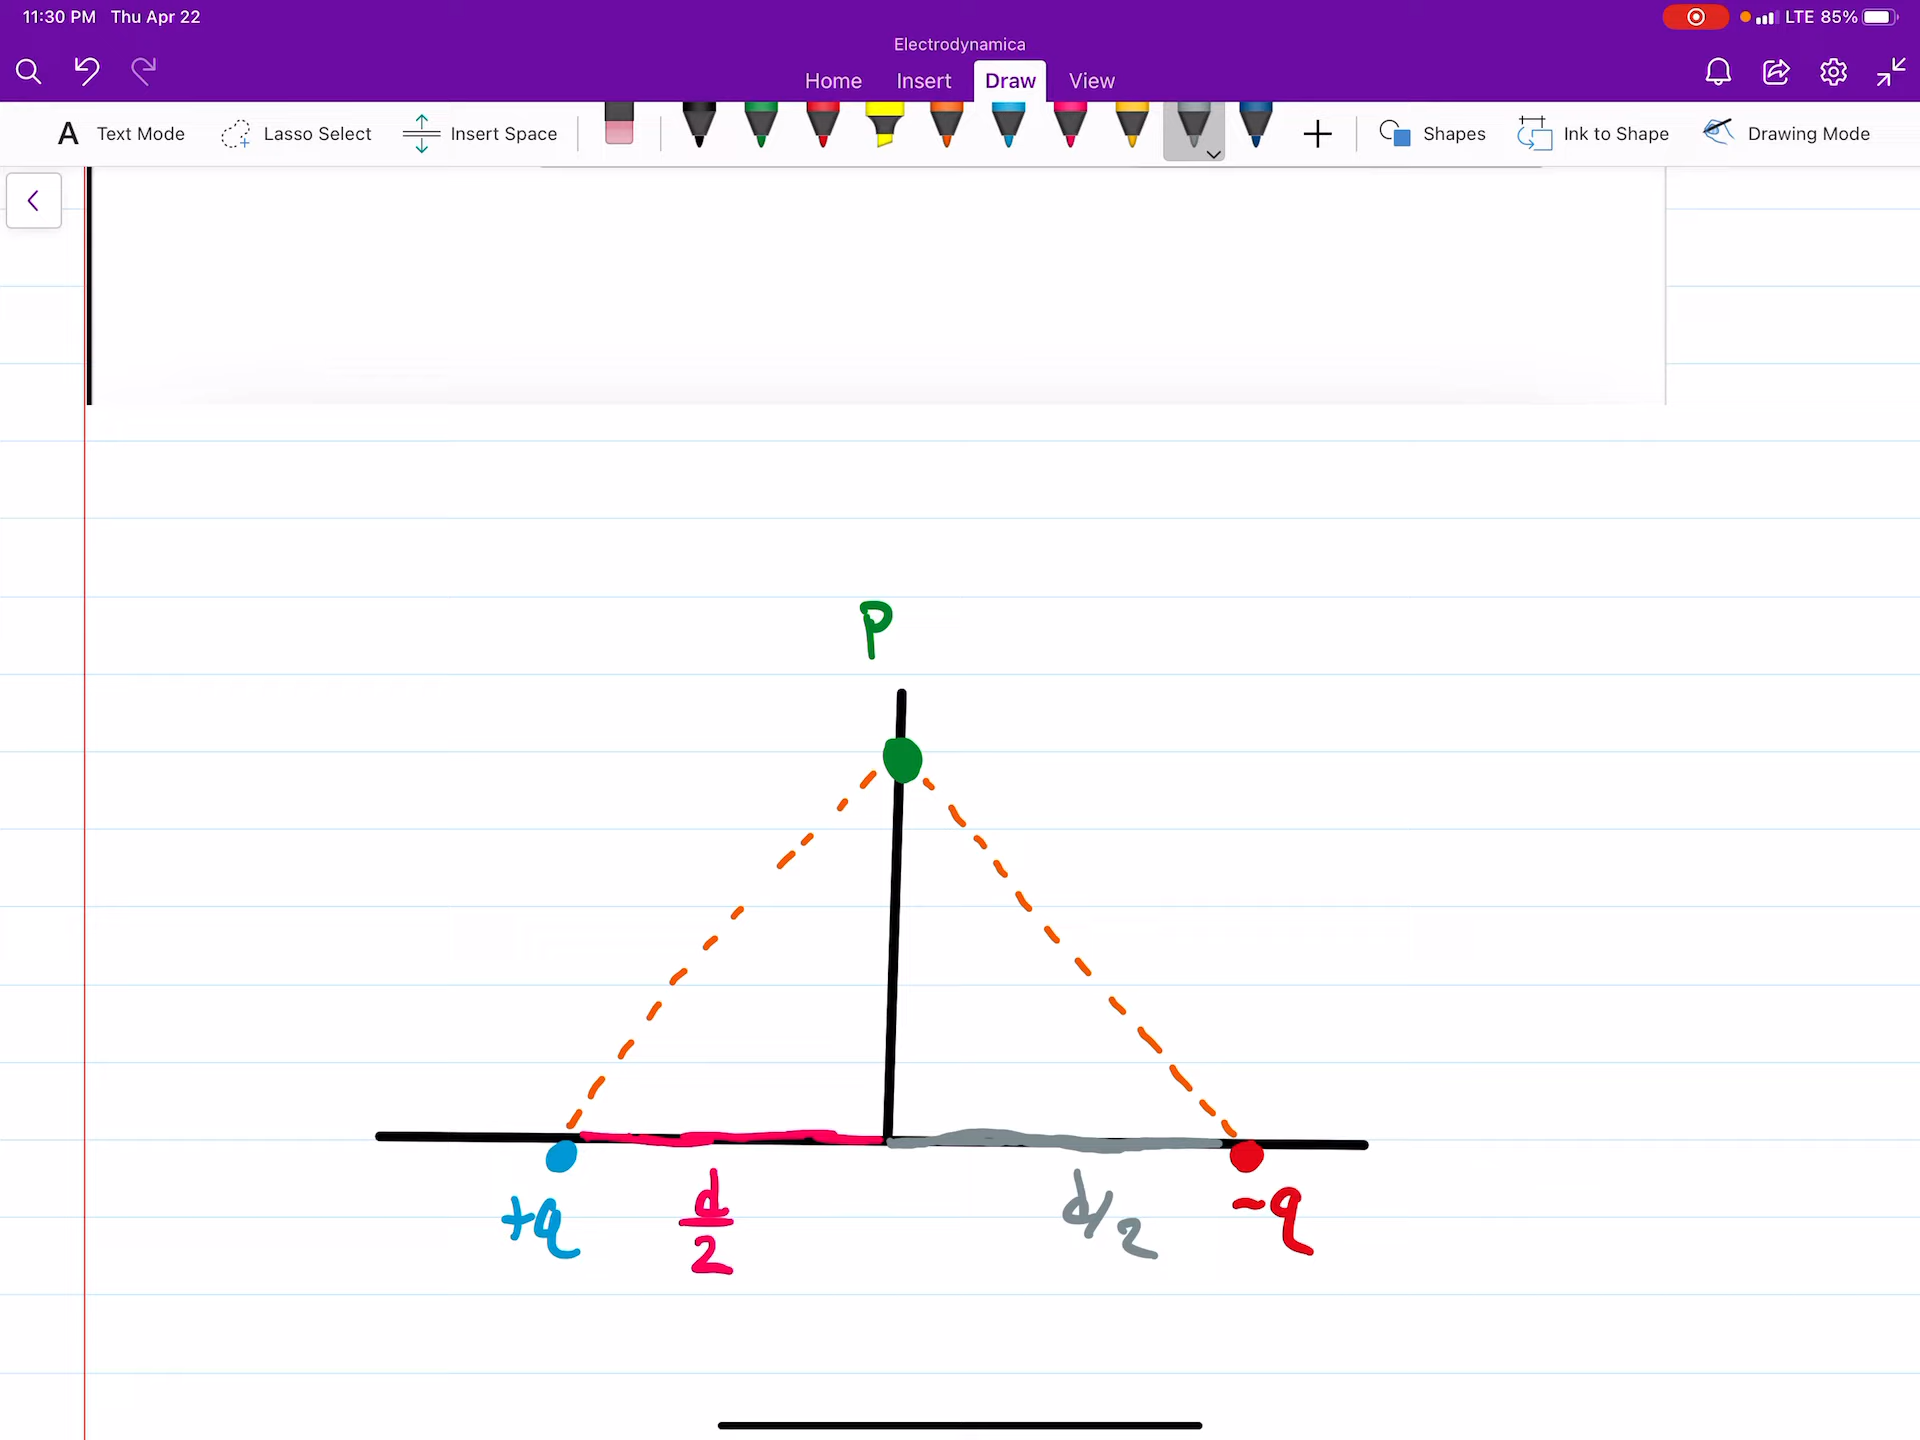 11:30 PM Thu Apr 22
LTE 85%
Electrodynamica
Home Insert Draw View
A Text Mode Lasso Select Insert Space Shapes Ink to Shape Drawing Mode
P
+q d/2 d/2 -q